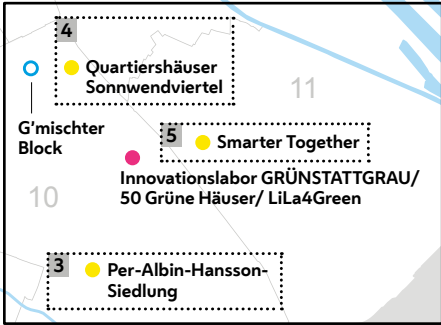 4
Quartiershäuser
Sonnwendviertel
11
G'mischter
Block
5
Smarter Together
Innovationslabor GRÜNSTATTGRAU/
50 Grüne Häuser/ LiLa4Green
10
3
Per-Albin-Hansson-
Siedlung